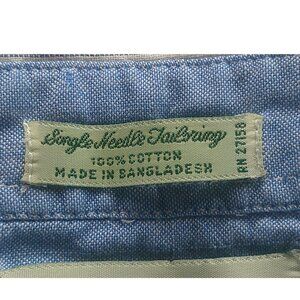 Single Needle Tailoring
100% COTTON
MADE IN BANGLADESH
RN 27158